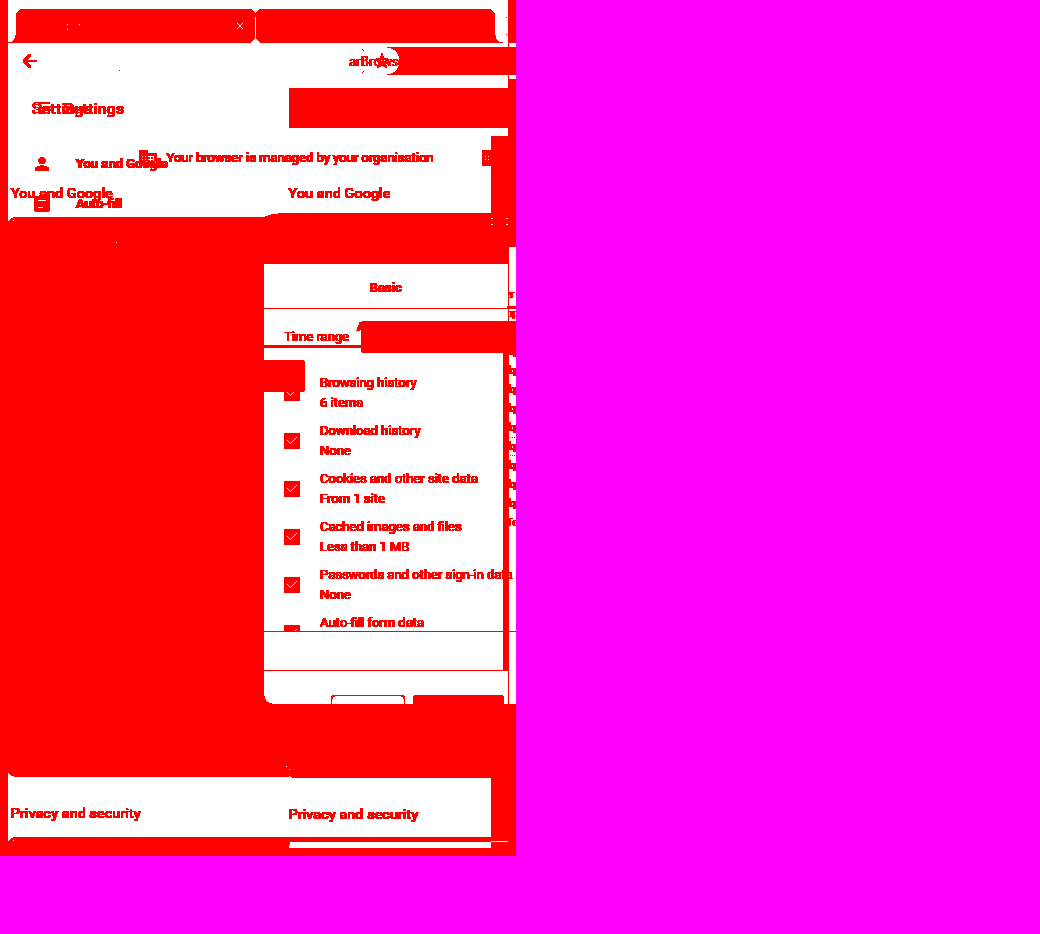 Settings
Your browser is managed by your organisation
You and Google
You and Google
You and Google
Auto-fill
Basic
Time range
Browsing history
6 items
Download history
None
Cookies and other site data
From 1 site
Cached images and files
Less than 1 MB
Passwords and other sign-in data
None
Auto-fill form data
Privacy and security
Privacy and security